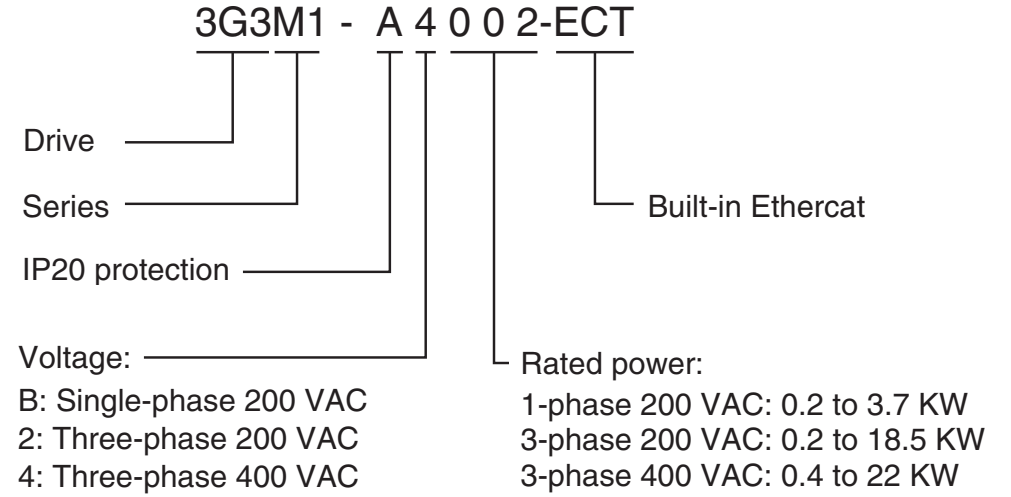 3G3M1 - A 4 0 0 2-ECT
Drive
Series
Built-in Ethercat
IP20 protection
Voltage:
B: Single-phase 200 VAC
2: Three-phase 200 VAC
4: Three-phase 400 VAC
Rated power:
1-phase 200 VAC: 0.2 to 3.7 KW
3-phase 200 VAC: 0.2 to 18.5 KW
3-phase 400 VAC: 0.4 to 22 KW